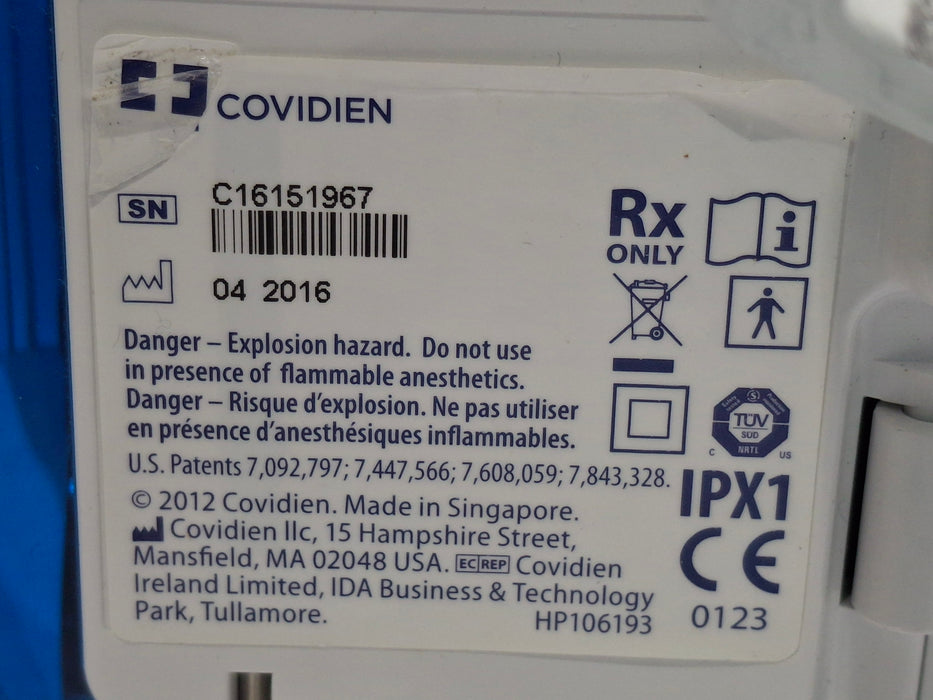 COVIDIEN
SN C16151967
04 2016
Rx
ONLY
i
Danger – Explosion hazard. Do not use
in presence of flammable anesthetics.
Danger – Risque d'explosion. Ne pas utiliser
en présence d'anesthésiques inflammables.
U.S. Patents 7,092,797; 7,447,566; 7,608,059; 7,843,328.
© 2012 Covidien. Made in Singapore.
Covidien llc, 15 Hampshire Street,
Mansfield, MA 02048 USA. EC REP Covidien
Ireland Limited, IDA Business & Technology
Park, Tullamore. HP106193
S
TÜV
SÜD
NRTL
C US
IPX1
CE
0123